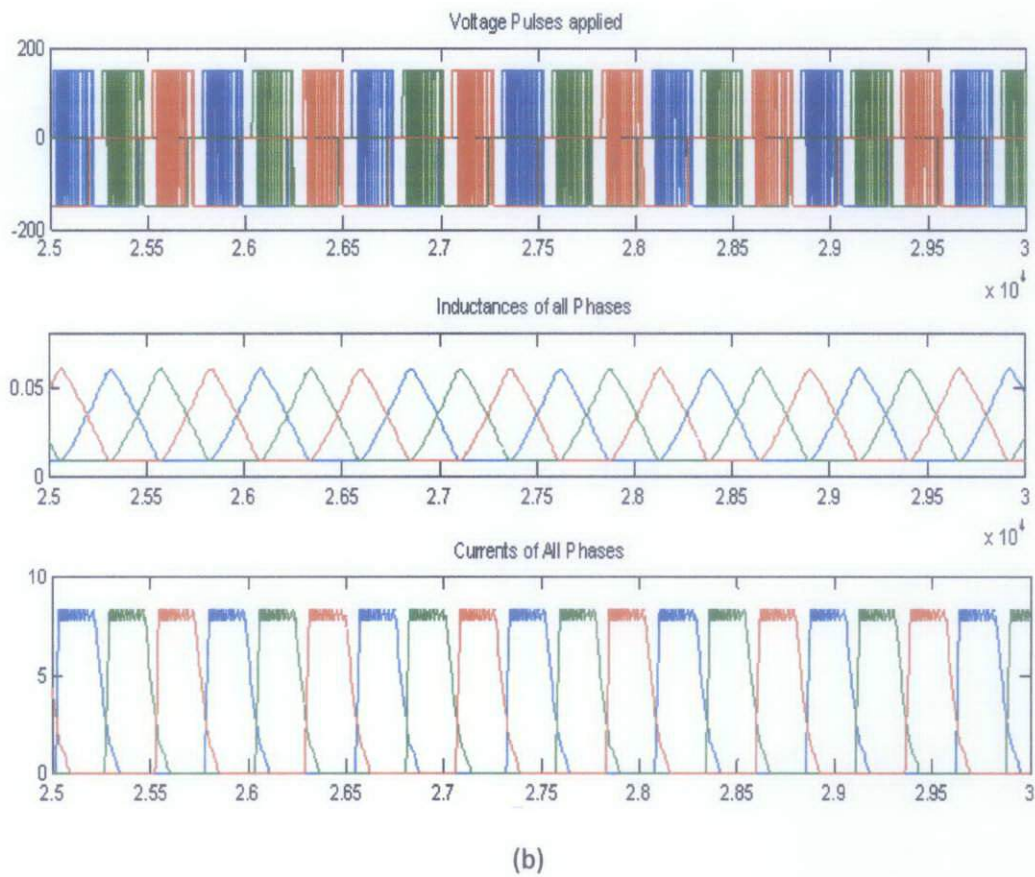 Voltage Pulses applied
200
0
-200
2.5 2.55 2.6 2.65 2.7 2.75 2.8 2.85 2.9 2.95 3
x 10⁴
Inductances of all Phases
0.05
0
2.5 2.55 2.6 2.65 2.7 2.75 2.8 2.85 2.9 2.95 3
x 10⁴
Currents of All Phases
10
5
0
2.5 2.55 2.6 2.65 2.7 2.75 2.8 2.85 2.9 2.95 3
(b)